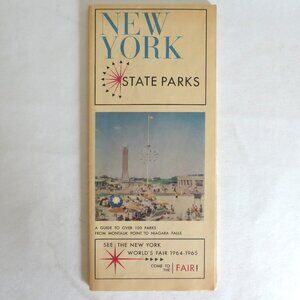 NEW
YORK
STATE PARKS
A GUIDE TO OVER 100 PARKS
FROM MONTAUK POINT TO NIAGARA FALLS
SEE THE NEW YORK
WORLD'S FAIR 1964-1965
COME TO
THE FAIR!